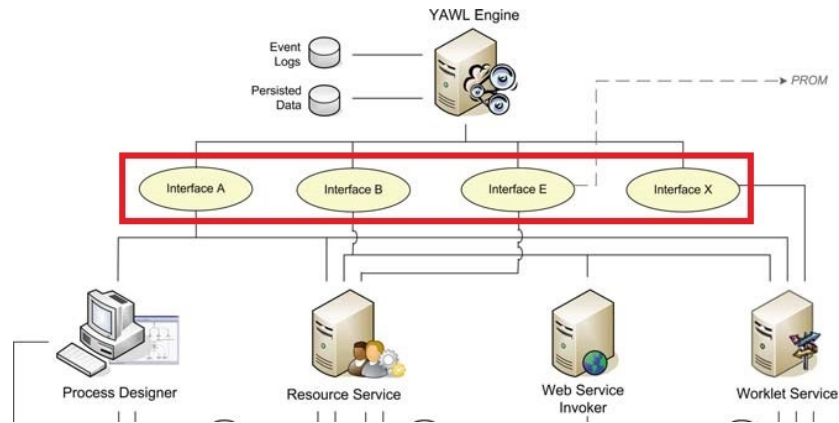 YAWL Engine
Event
Logs
Persisted
Data
PROM
Interface A
Interface B
Interface E
Interface X
Process Designer
Resource Service
Web Service
Invoker
Worklet Service